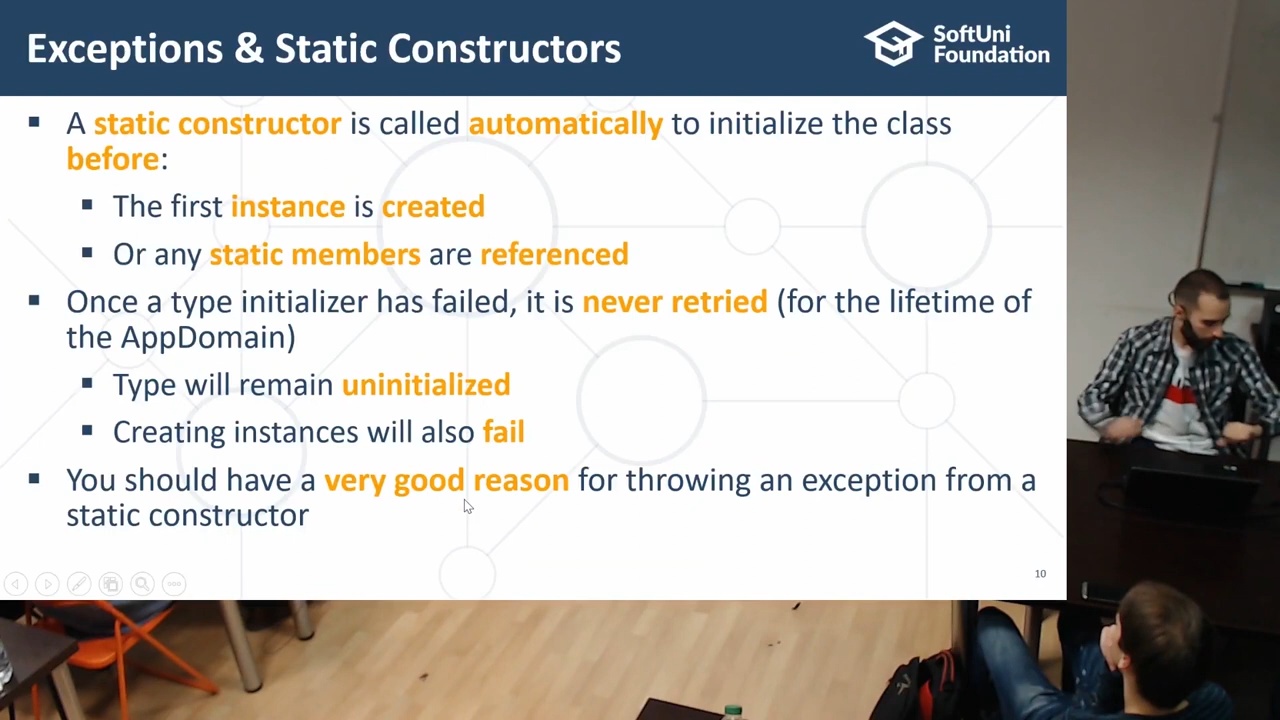 Exceptions & Static Constructors
SoftUni
Foundation
▪ A static constructor is called automatically to initialize the class
before:
▪ The first instance is created
▪ Or any static members are referenced
▪ Once a type initializer has failed, it is never retried (for the lifetime of
the AppDomain)
▪ Type will remain uninitialized
▪ Creating instances will also fail
▪ You should have a very good reason for throwing an exception from a
static constructor
10